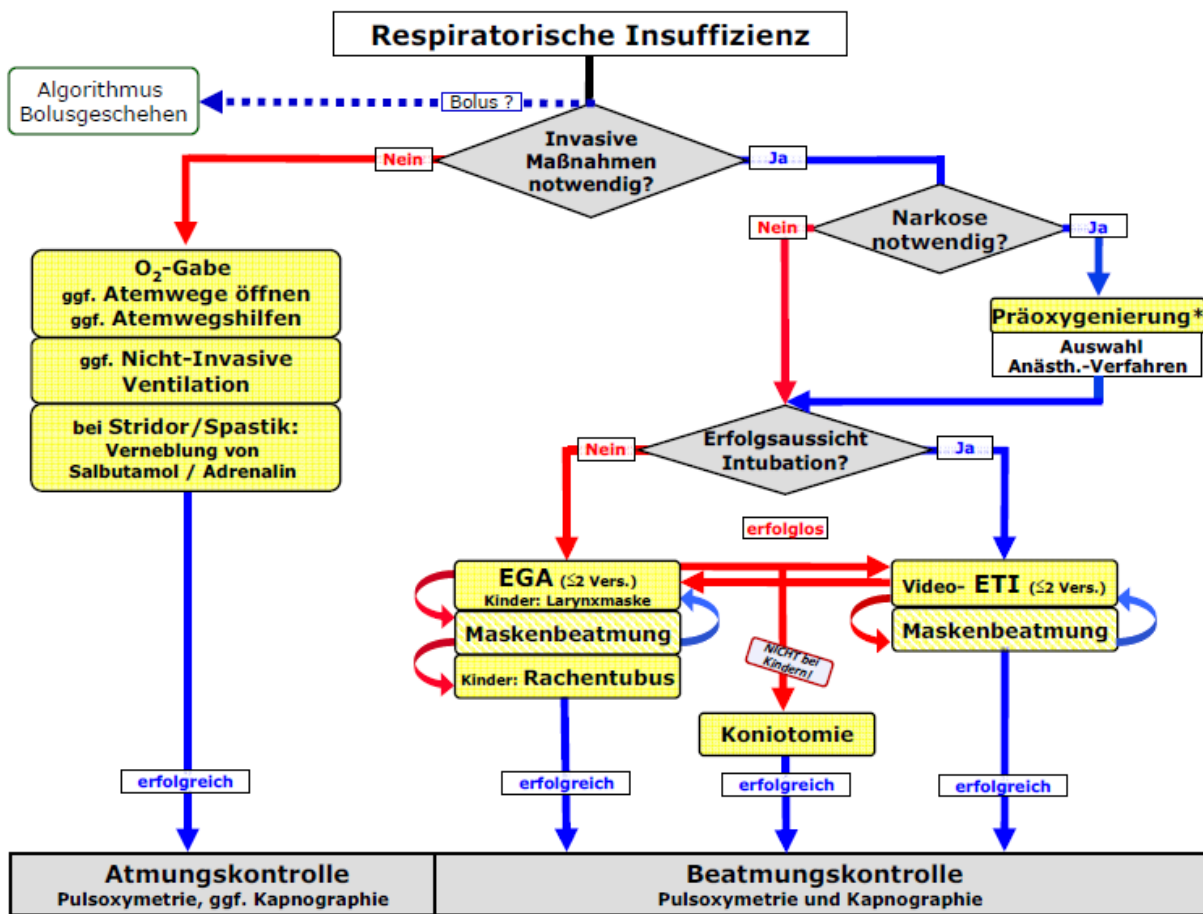 Respiratorische Insuffizienz
Algorithmus
Bolusgeschehen
Bolus ?
Invasive
Maßnahmen
notwendig?
Nein
Ja
Narkose
notwendig?
Nein
Ja
O₂-Gabe
ggf. Atemwege öffnen
ggf. Atemwegshilfen
ggf. Nicht-Invasive
Ventilation
bei Stridor/Spastik:
Verneblung von
Salbutamol / Adrenalin
Präoxygenierung*
Auswahl
Anästh.-Verfahren
Erfolgsaussicht
Intubation?
Nein
Ja
erfolglos
EGA (≤2 Vers.)
Kinder: Larynxmaske
Maskenbeatmung
Kinder: Rachentubus
Video- ETI (≤2 Vers.)
Maskenbeatmung
NICHT bei
Kindern!
Koniotomie
erfolgreich
erfolgreich
erfolgreich
erfolgreich
Atmungskontrolle
Pulsoxymetrie, ggf. Kapnographie
Beatmungskontrolle
Pulsoxymetrie und Kapnographie